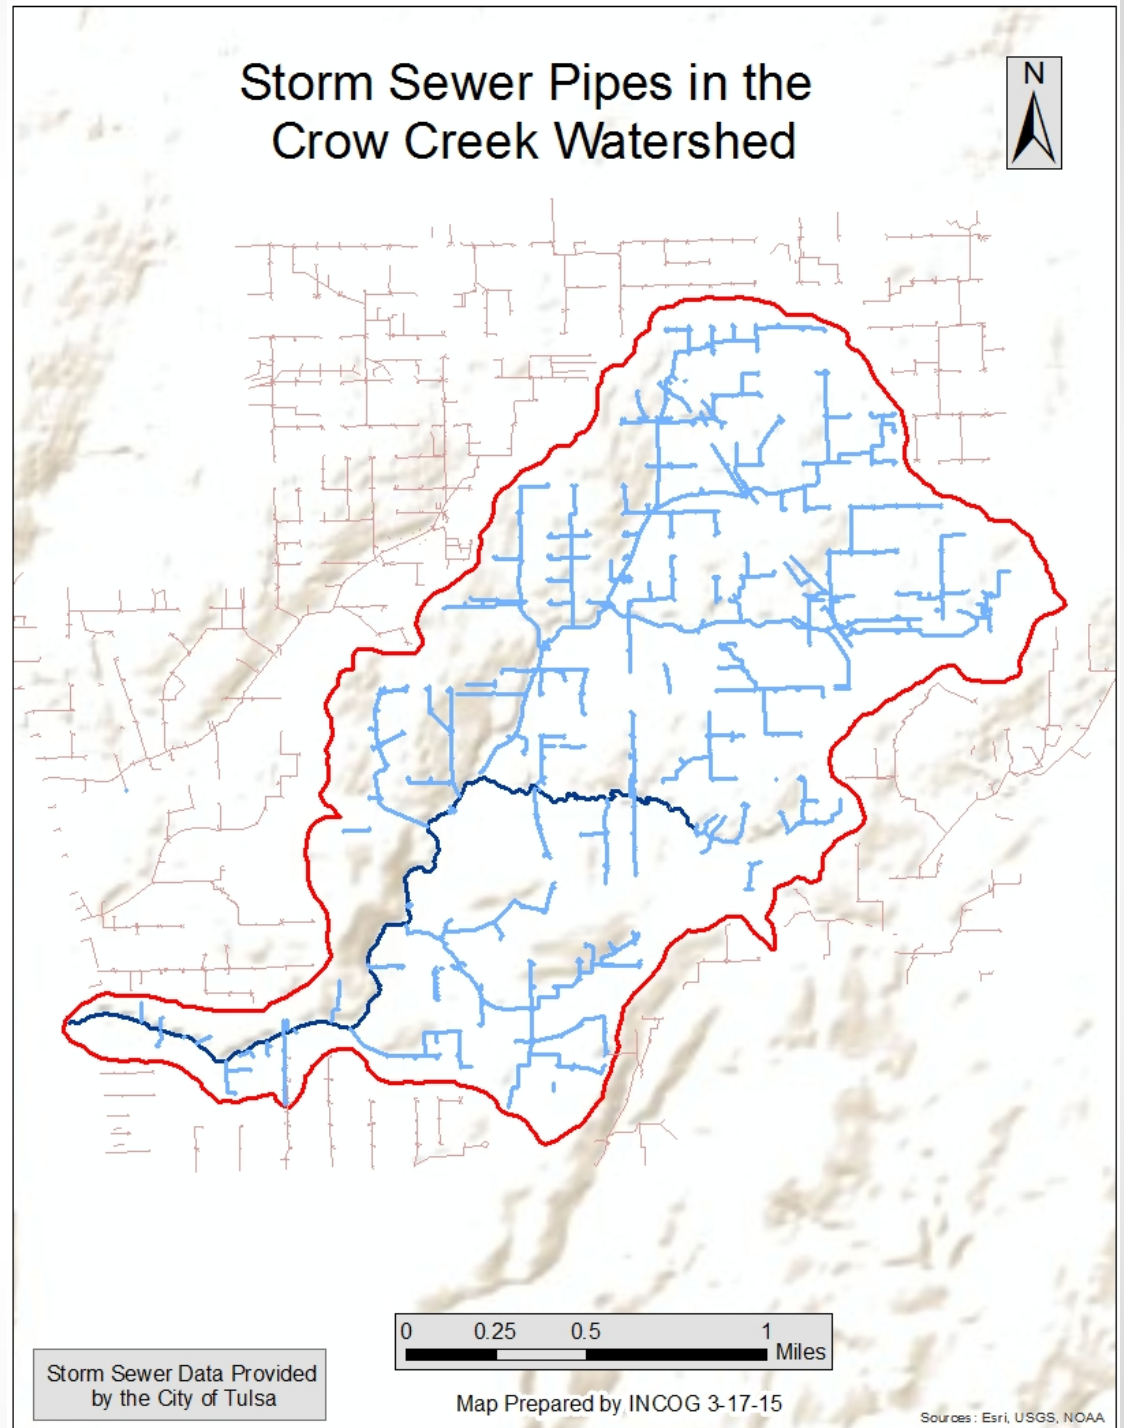 Storm Sewer Pipes in the
Crow Creek Watershed
N
0 0.25 0.5 1
Miles
Storm Sewer Data Provided
by the City of Tulsa
Map Prepared by INCOG 3-17-15
Sources: Esri, USGS, NOAA